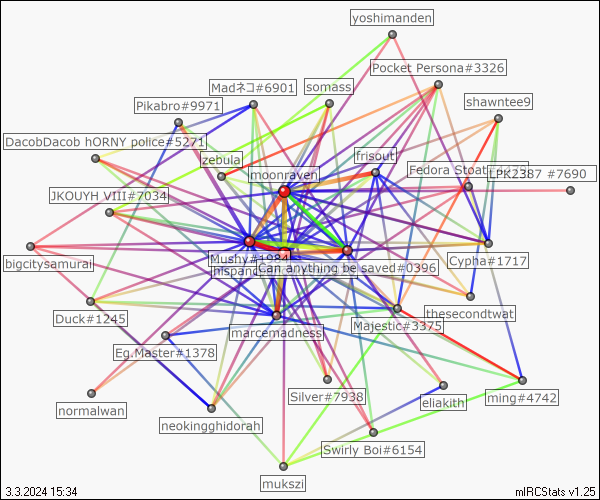 yoshimanden
Pocket Persona#3326
Madネコ#6901
somass
shawntee9
Pikabro#9971
DacobDacob hORNY police#5271
frisout
zebula
Fedora Stoat
LPK2387 #7690
moonraven
JKOUYH VIII#7034
Mushy#1984
Cypha#1717
bigcitysamurai
hispan
Can anything be saved#0396
Duck#1245
thesecondtwat
Majestic#3375
marcemadness
Eg.Master#1378
Silver#7938
eliakith
ming#4742
normalwan
neokingghidorah
Swirly Boi#6154
mukszi
3.3.2024 15:34
mIRCStats v1.25